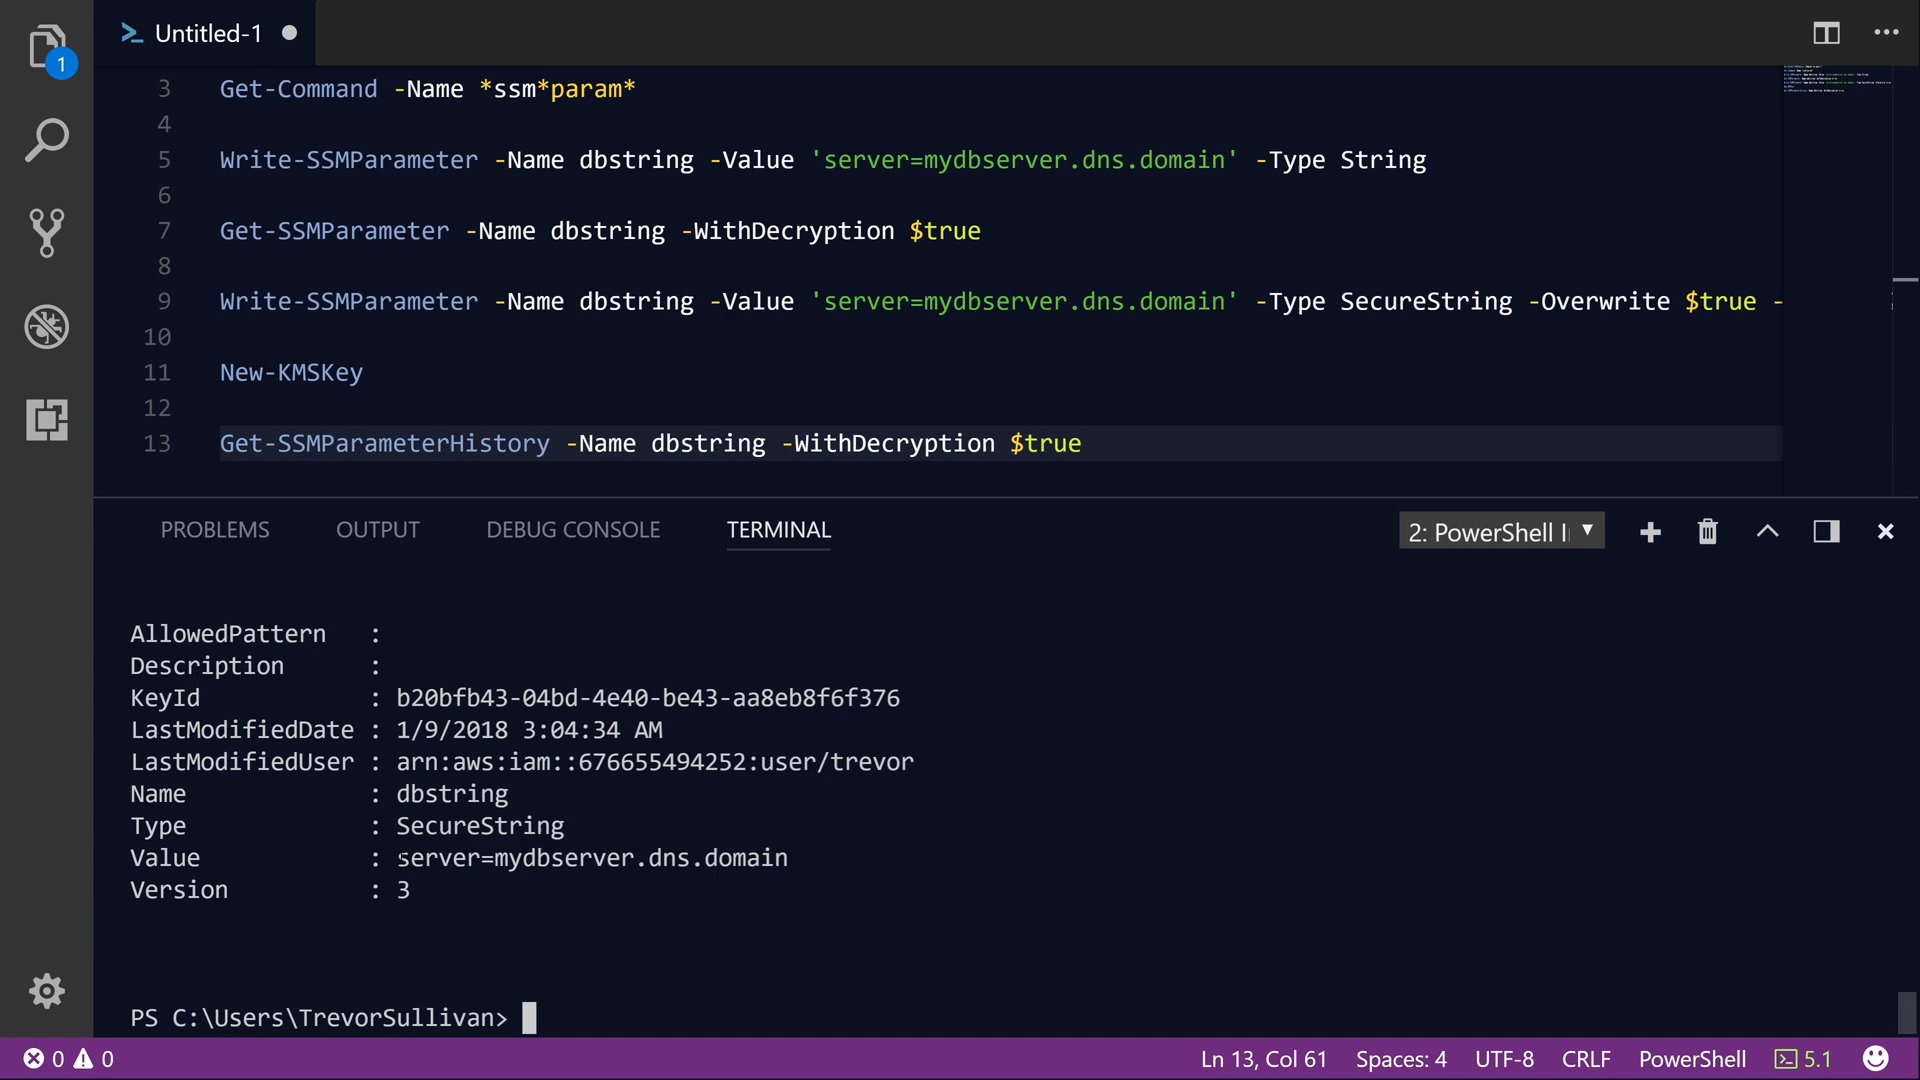 1
Untitled-1
3 Get-Command -Name *ssm*param*
4
5 Write-SSMParameter -Name dbstring -Value 'server=mydbserver.dns.domain' -Type String
6
7 Get-SSMParameter -Name dbstring -WithDecryption $true
8
9 Write-SSMParameter -Name dbstring -Value 'server=mydbserver.dns.domain' -Type SecureString -Overwrite $true -
10
11 New-KMSKey
12
13 Get-SSMParameterHistory -Name dbstring -WithDecryption $true
PROBLEMS OUTPUT DEBUG CONSOLE TERMINAL 2: PowerShell I
AllowedPattern :
Description :
KeyId : b20bfb43-04bd-4e40-be43-aa8eb8f6f376
LastModifiedDate : 1/9/2018 3:04:34 AM
LastModifiedUser : arn:aws:iam::676655494252:user/trevor
Name : dbstring
Type : SecureString
Value : server=mydbserver.dns.domain
Version : 3
PS C:\Users\TrevorSullivan>
0 0 Ln 13, Col 61 Spaces: 4 UTF-8 CRLF PowerShell 5.1